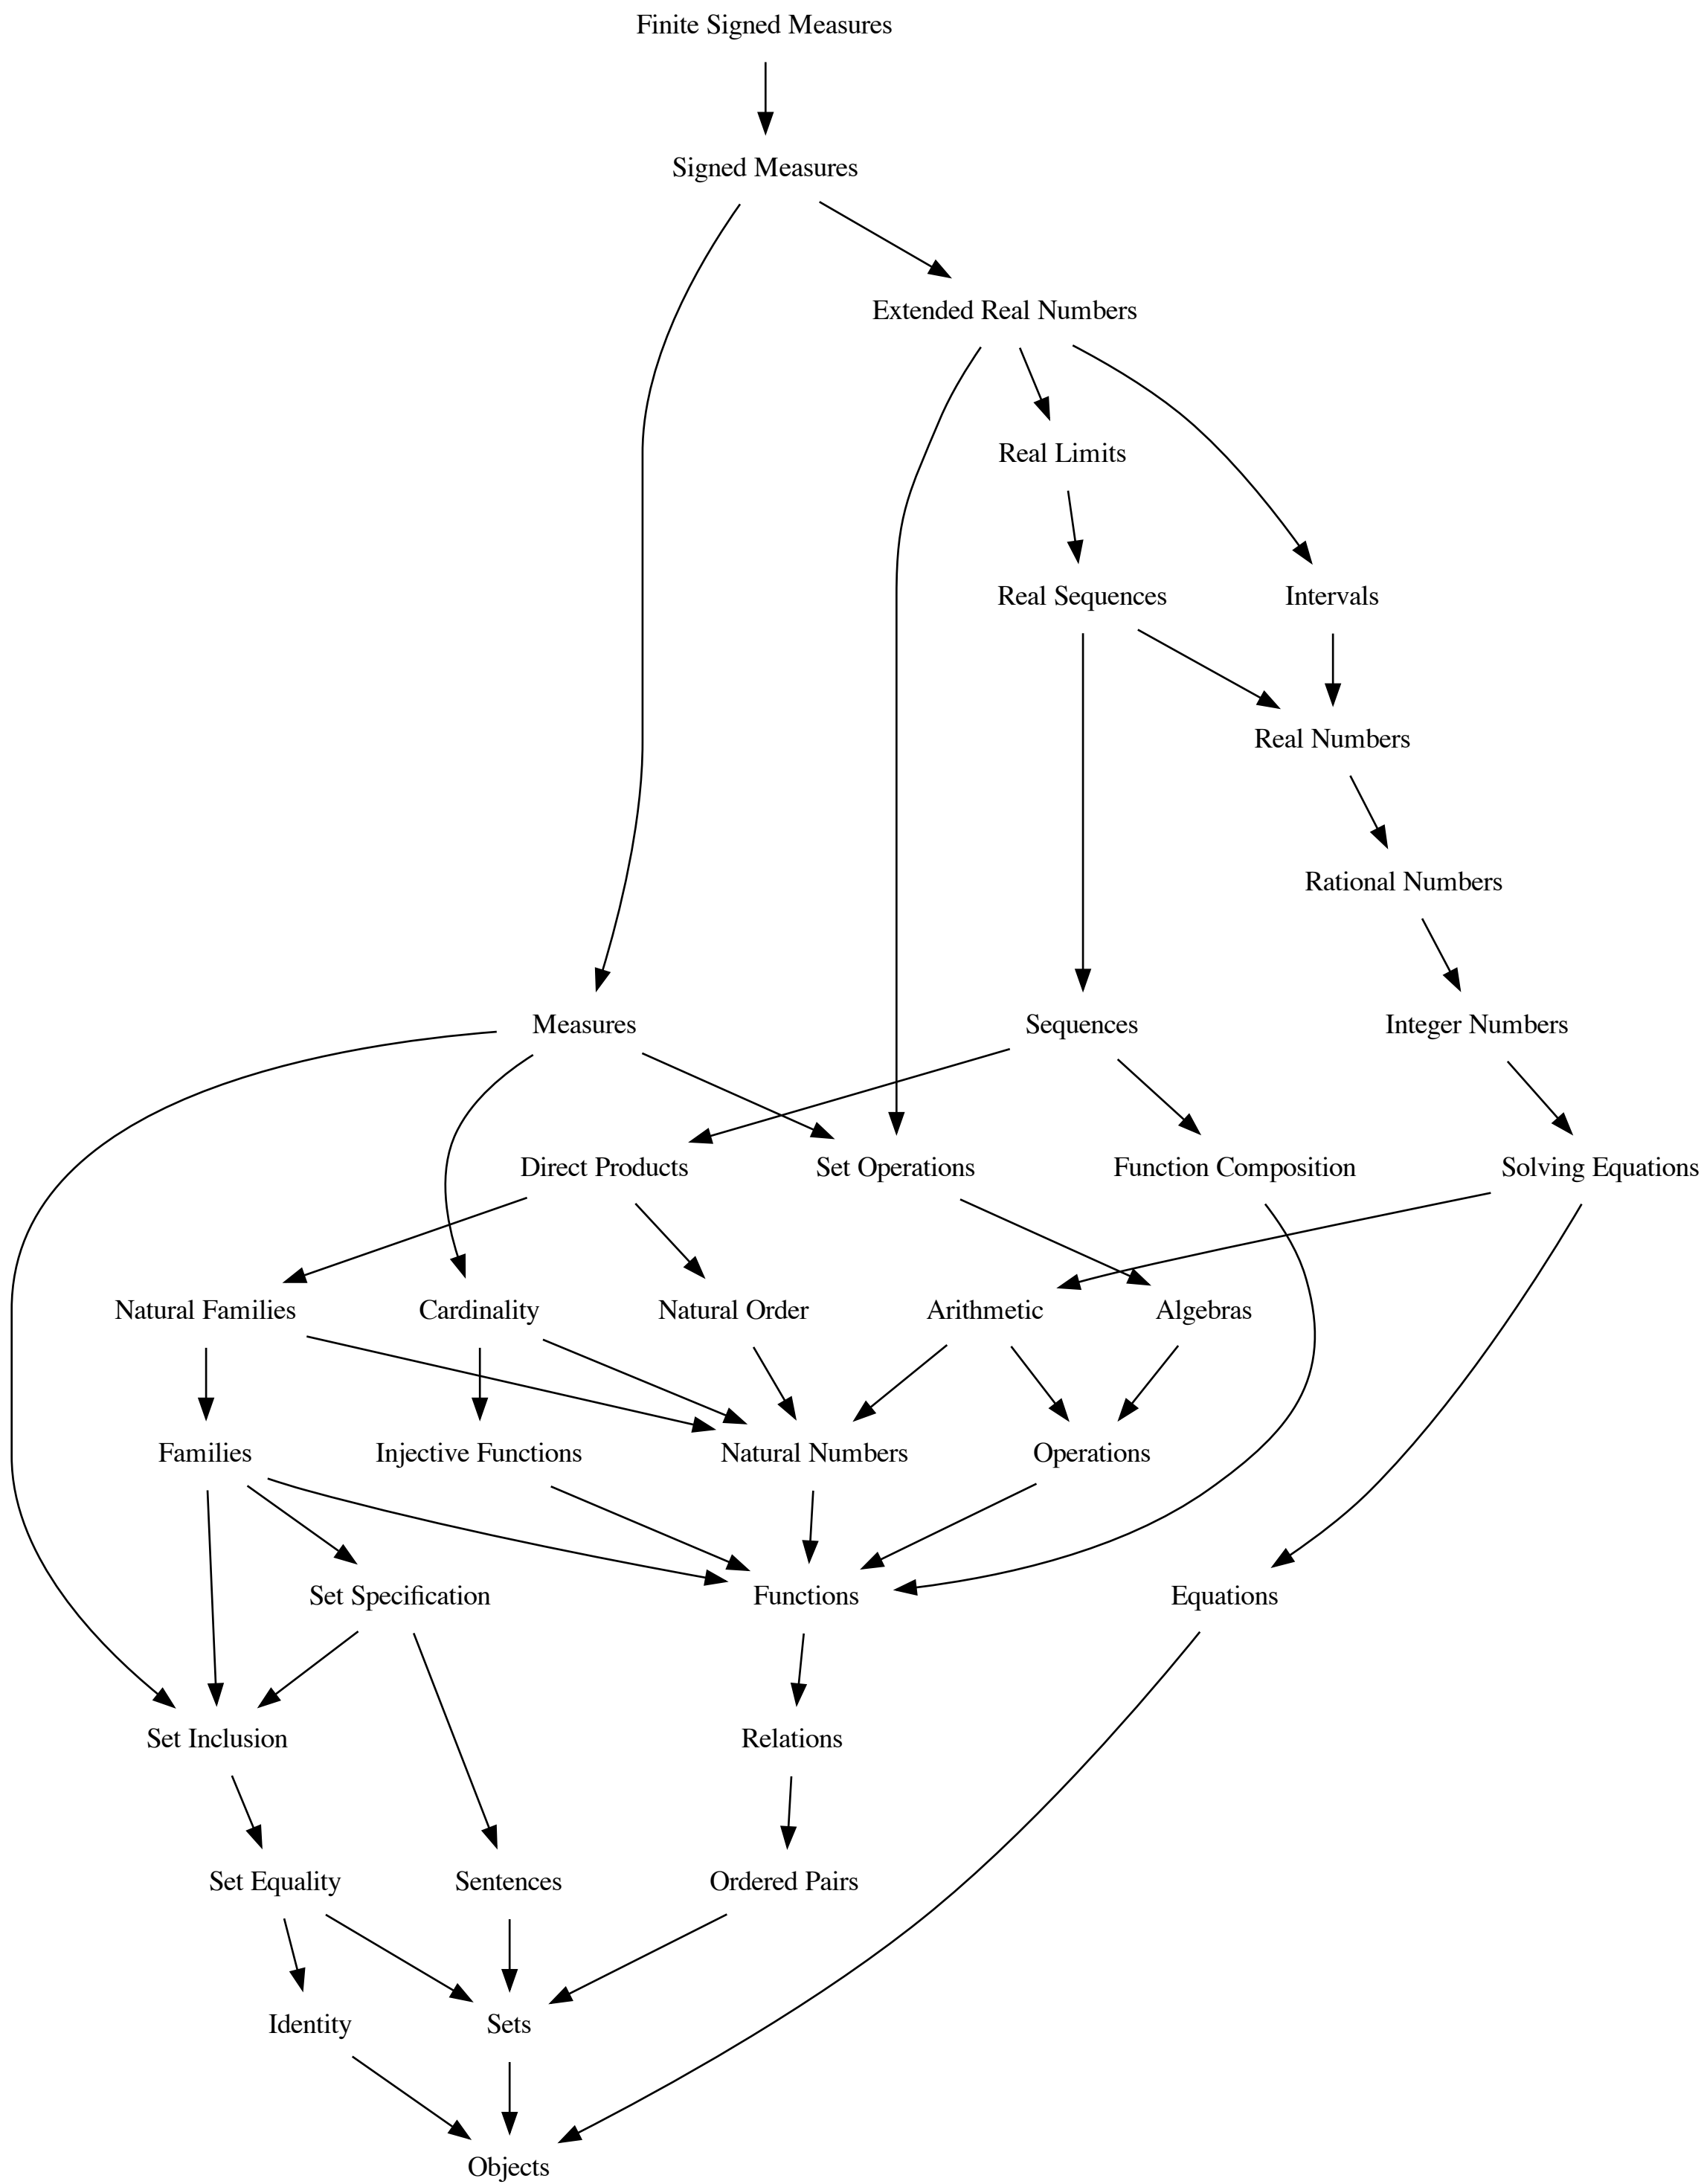 Finite Signed Measures
Signed Measures
Extended Real Numbers
Real Limits
Real Sequences
Intervals
Real Numbers
Rational Numbers
Measures
Sequences
Integer Numbers
Direct Products
Set Operations
Function Composition
Solving Equations
Natural Families
Cardinality
Natural Order
Arithmetic
Algebras
Families
Injective Functions
Natural Numbers
Operations
Set Specification
Functions
Equations
Set Inclusion
Relations
Set Equality
Sentences
Ordered Pairs
Identity
Sets
Objects